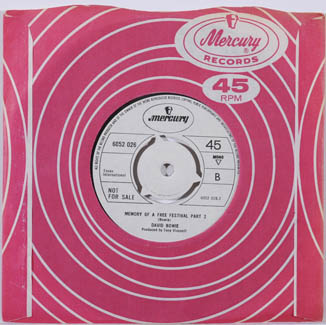 Mercury
®
RECORDS
45
RPM
mercury
6052 026
45
Essex
International
MONO
NOT
FOR SALE
B
MEMORY OF A FREE FESTIVAL PART 2
(Bowie)
DAVID BOWIE
Produced by Tony Visconti